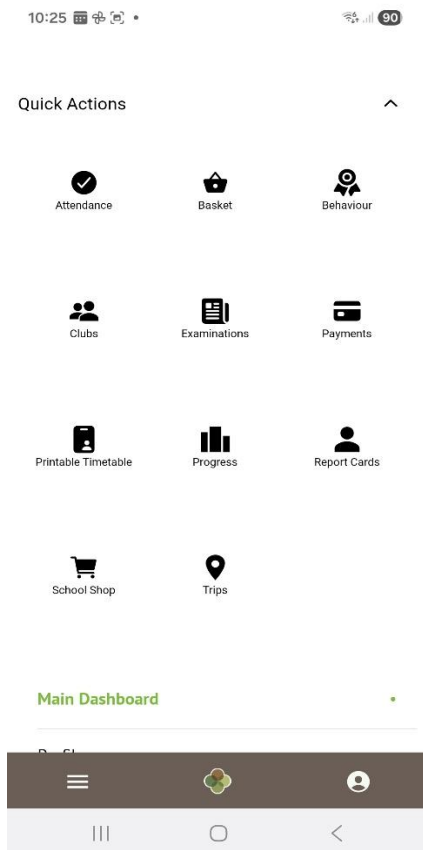 10:25
90
Quick Actions
Attendance Basket Behaviour
Clubs Examinations Payments
Printable Timetable Progress Report Cards
School Shop Trips
Main Dashboard